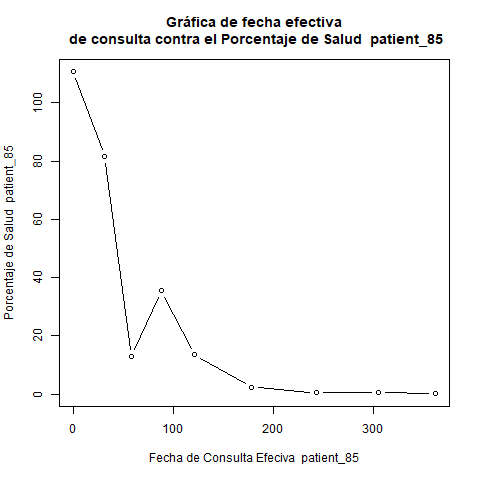 Gráfica de fecha efectiva
de consulta contra el Porcentaje de Salud patient_85
Porcentaje de Salud patient_85
100
80
60
40
20
0
0
100
200
300
Fecha de Consulta Efeciva patient_85